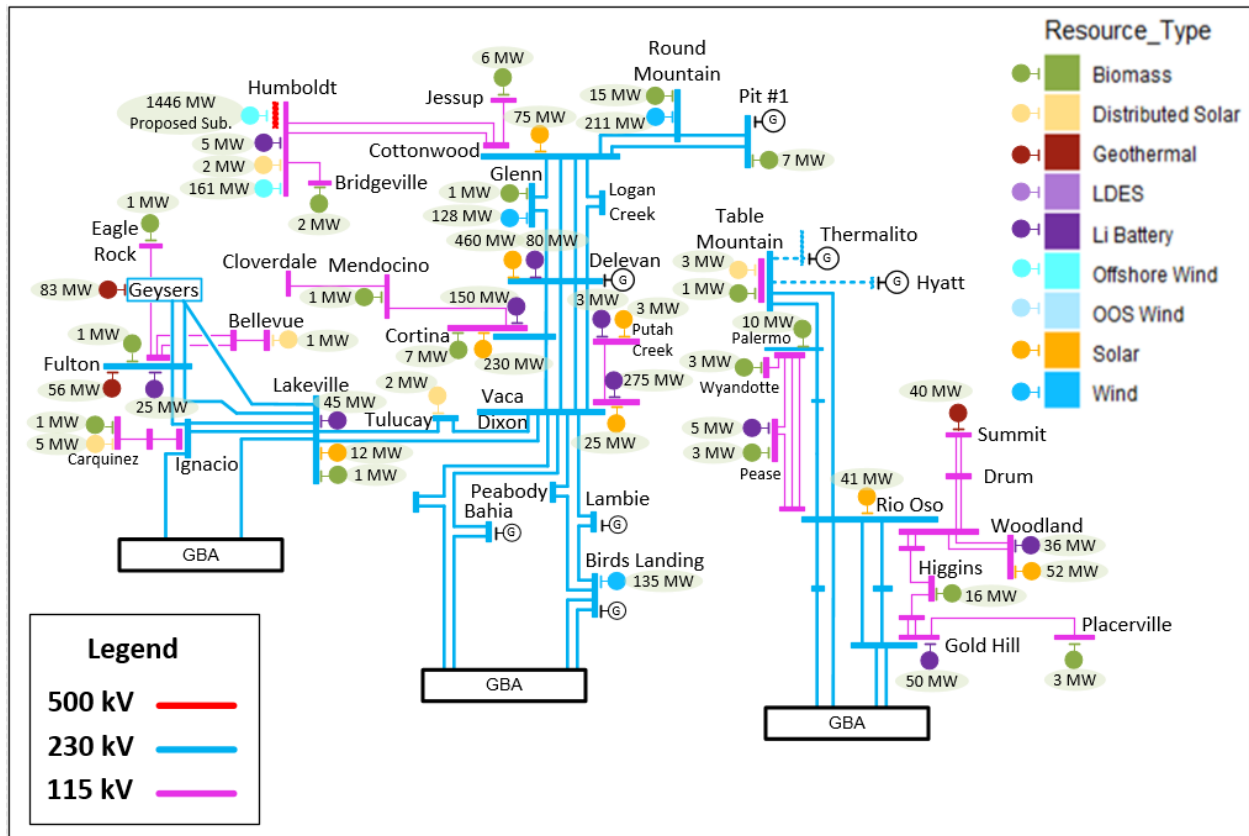 Resource_Type
Biomass
Distributed Solar
Geothermal
LDES
Li Battery
Offshore Wind
OOS Wind
Solar
Wind
Humboldt
1446 MW
Proposed Sub.
5 MW
2 MW
161 MW
Bridgeville
2 MW
6 MW
Jessup
75 MW
Cottonwood
Round
Mountain
15 MW
211 MW
Pit #1
G
7 MW
Glenn
1 MW
128 MW
Logan
Creek
460 MW
80 MW
Delevan
G
1 MW
Eagle
Rock
83 MW
Geysers
Cloverdale
Mendocino
1 MW
150 MW
Cortina
7 MW
230 MW
3 MW
3 MW
Putah
Creek
275 MW
25 MW
Vaca
Dixon
Bellevue
1 MW
1 MW
Fulton
56 MW
25 MW
Lakeville
45 MW
2 MW
Tulucay
12 MW
1 MW
1 MW
5 MW
Carquinez
Ignacio
GBA
Peabody
Bahia
G
Lambie
G
Birds Landing
135 MW
G
GBA
Table
Mountain
3 MW
1 MW
Thermalito
G
G
Hyatt
10 MW
Palermo
3 MW
Wyandotte
5 MW
3 MW
Pease
41 MW
Rio Oso
40 MW
Summit
Drum
Woodland
36 MW
52 MW
Higgins
16 MW
Gold Hill
50 MW
Placerville
3 MW
GBA
Legend
500 kV
230 kV
115 kV